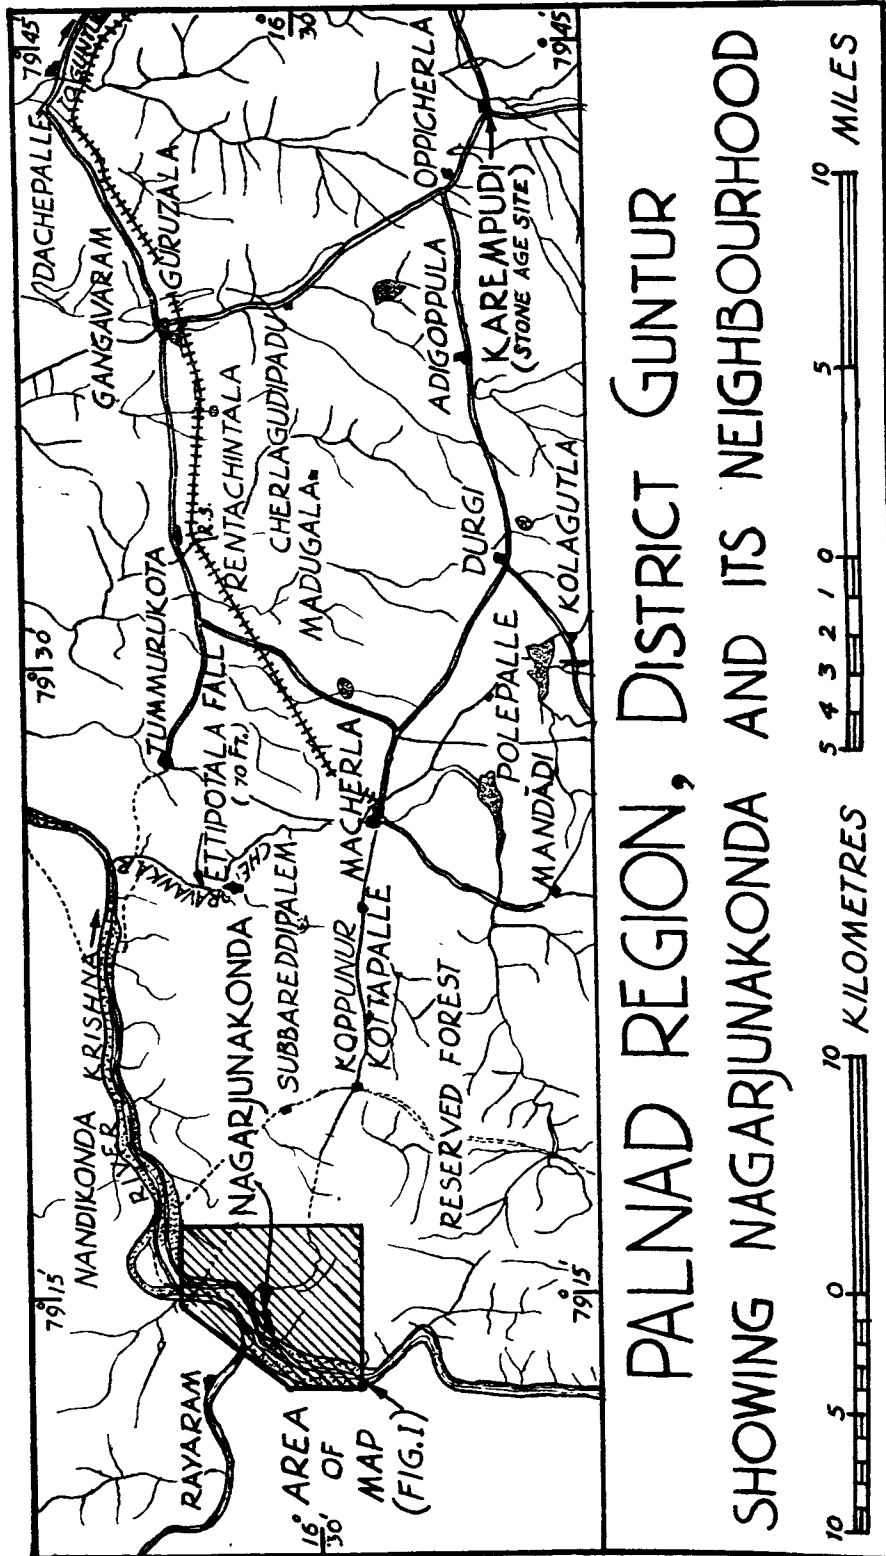 79° 15'
79° 30'
79° 45'
16° 30'
16° 30'
79° 15'
79° 45'
RAYARAM
NANDIKONDA
RIVER KRISHNA
TUMMURUKOTA
GANGAVARAM
DACHEPALLE
TO GUNTUR
GURUZALA
R.S.
RENTACHINTALA
ETTIPOTALA FALL
(70 FT.)
NAGARJUNAKONDA
SUBBAREDDIPALEM
CHERLAGUDIPADU
MADUGALA
AREA
OF
MAP
(FIG.1)
KOPPUNUR
KOTTAPALLE
MACHERLA
RESERVED FOREST
MANDĀDI
POLEPALLE
DURGI
KOLAGUTLA
ADIGOPPULA
OPPICHERLA
KAREMPUDI
(STONE AGE SITE)
PALNAD REGION, DISTRICT GUNTUR
SHOWING NAGARJUNAKONDA AND ITS NEIGHBOURHOOD
10 5 0 10 KILOMETRES
5 4 3 2 1 0 5 10 MILES